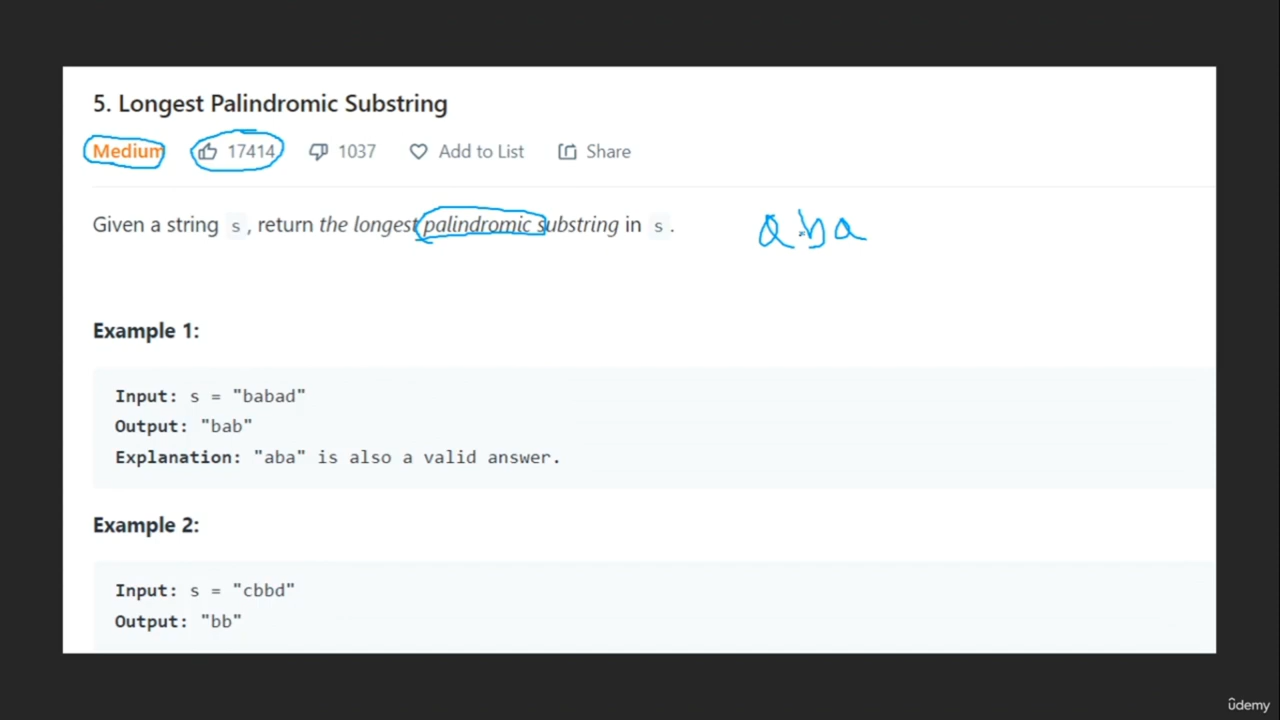 5. Longest Palindromic Substring
Medium 17414 1037 Add to List Share
Given a string s, return the longest palindromic substring in s. aba
Example 1:
Input: s = "babad"
Output: "bab"
Explanation: "aba" is also a valid answer.
Example 2:
Input: s = "cbbd"
Output: "bb"
ûdemy